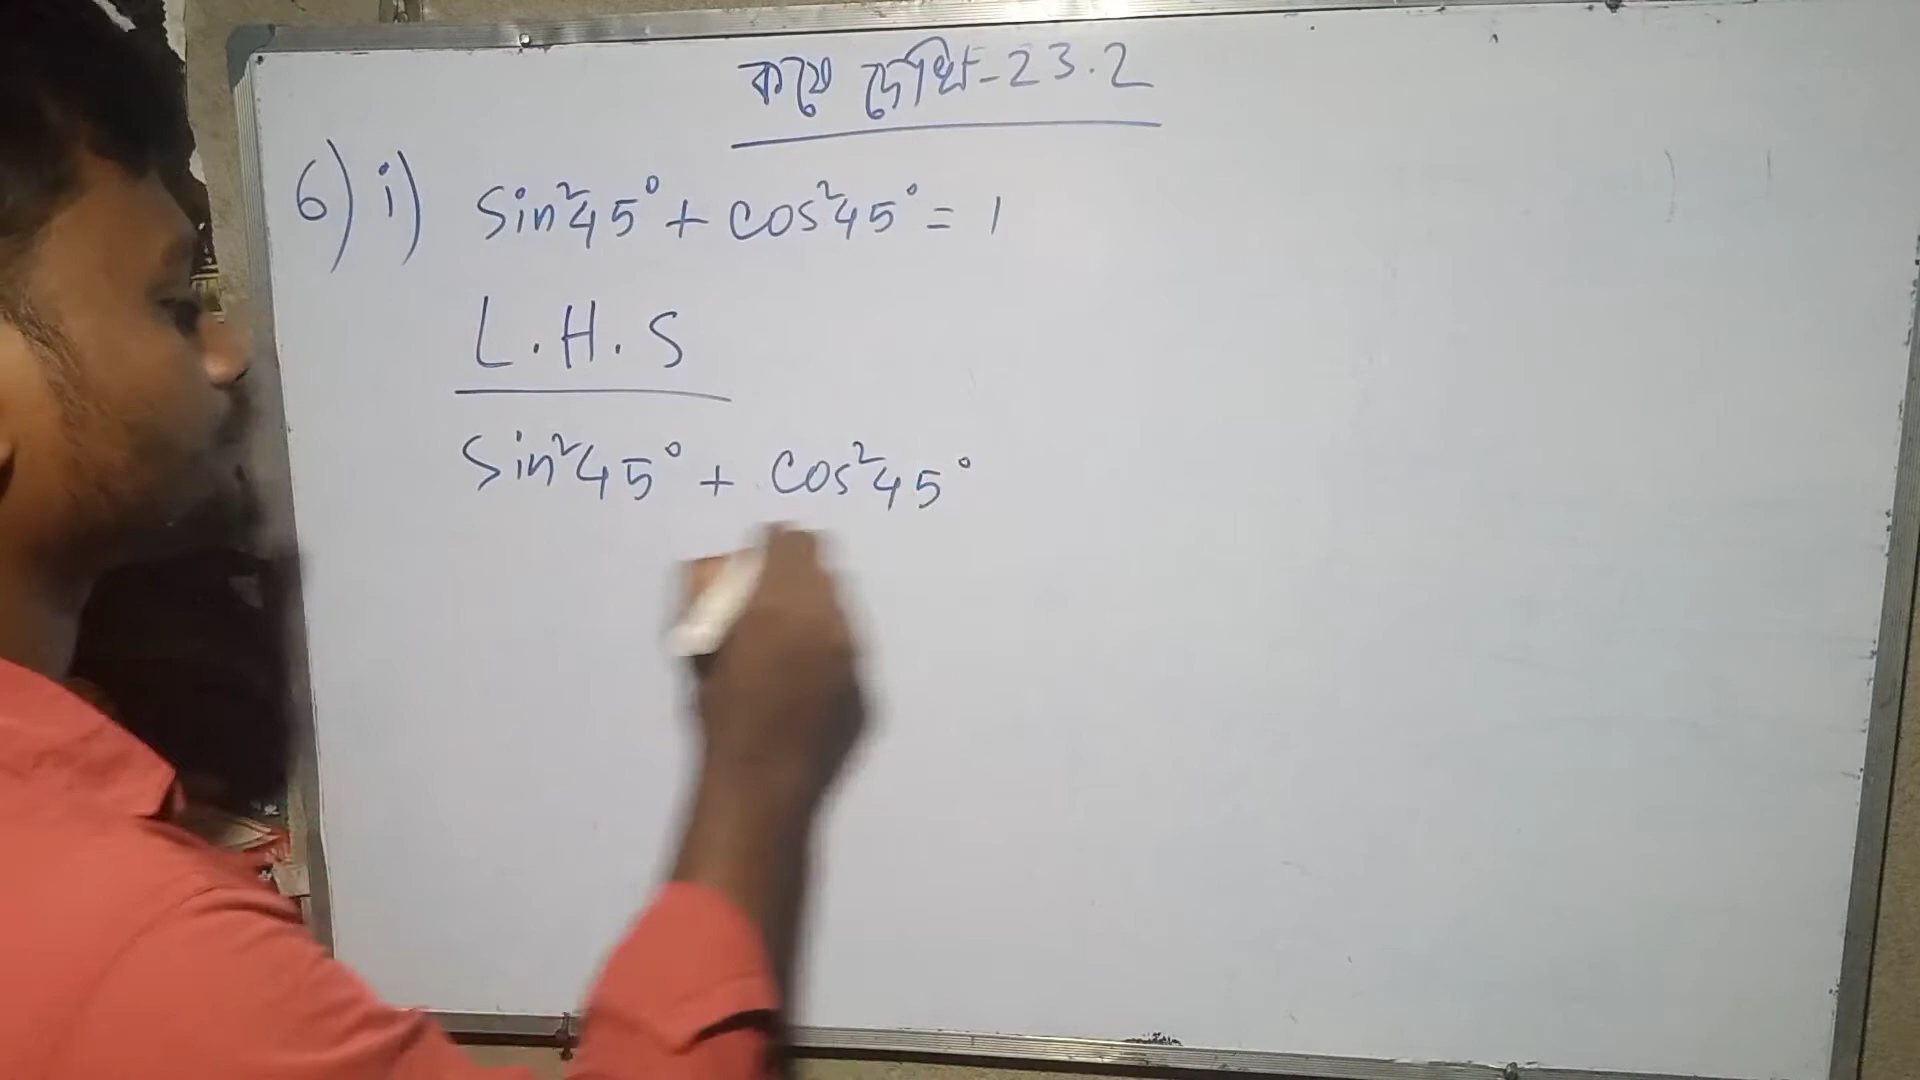 কষে দেখি-23.2
6) i) Sin²45° + cos²45° = 1
L.H.S
Sin²45° + cos²45°